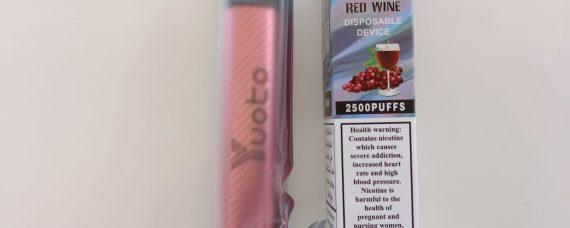 Yuoto
RED WINE
DISPOSABLE
DEVICE
2500PUFFS
Health warning:
Contains nicotine
which causes
severe addiction,
increased heart
rate and high
blood pressure.
Nicotine is
harmful to the
health of
pregnant and
nursing women,